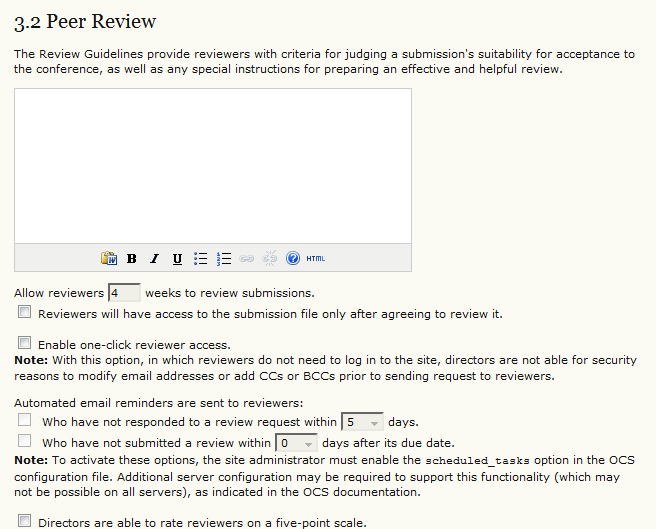 3.2 Peer Review
The Review Guidelines provide reviewers with criteria for judging a submission's suitability for acceptance to
the conference, as well as any special instructions for preparing an effective and helpful review.
B I U HTML
Allow reviewers 4 weeks to review submissions.
Reviewers will have access to the submission file only after agreeing to review it.
Enable one-click reviewer access.
Note: With this option, in which reviewers do not need to log in to the site, directors are not able for security
reasons to modify email addresses or add CCs or BCCs prior to sending request to reviewers.
Automated email reminders are sent to reviewers:
Who have not responded to a review request within 5 days.
Who have not submitted a review within 0 days after its due date.
Note: To activate these options, the site administrator must enable the scheduled_tasks option in the OCS
configuration file. Additional server configuration may be required to support this functionality (which may
not be possible on all servers), as indicated in the OCS documentation.
Directors are able to rate reviewers on a five-point scale.